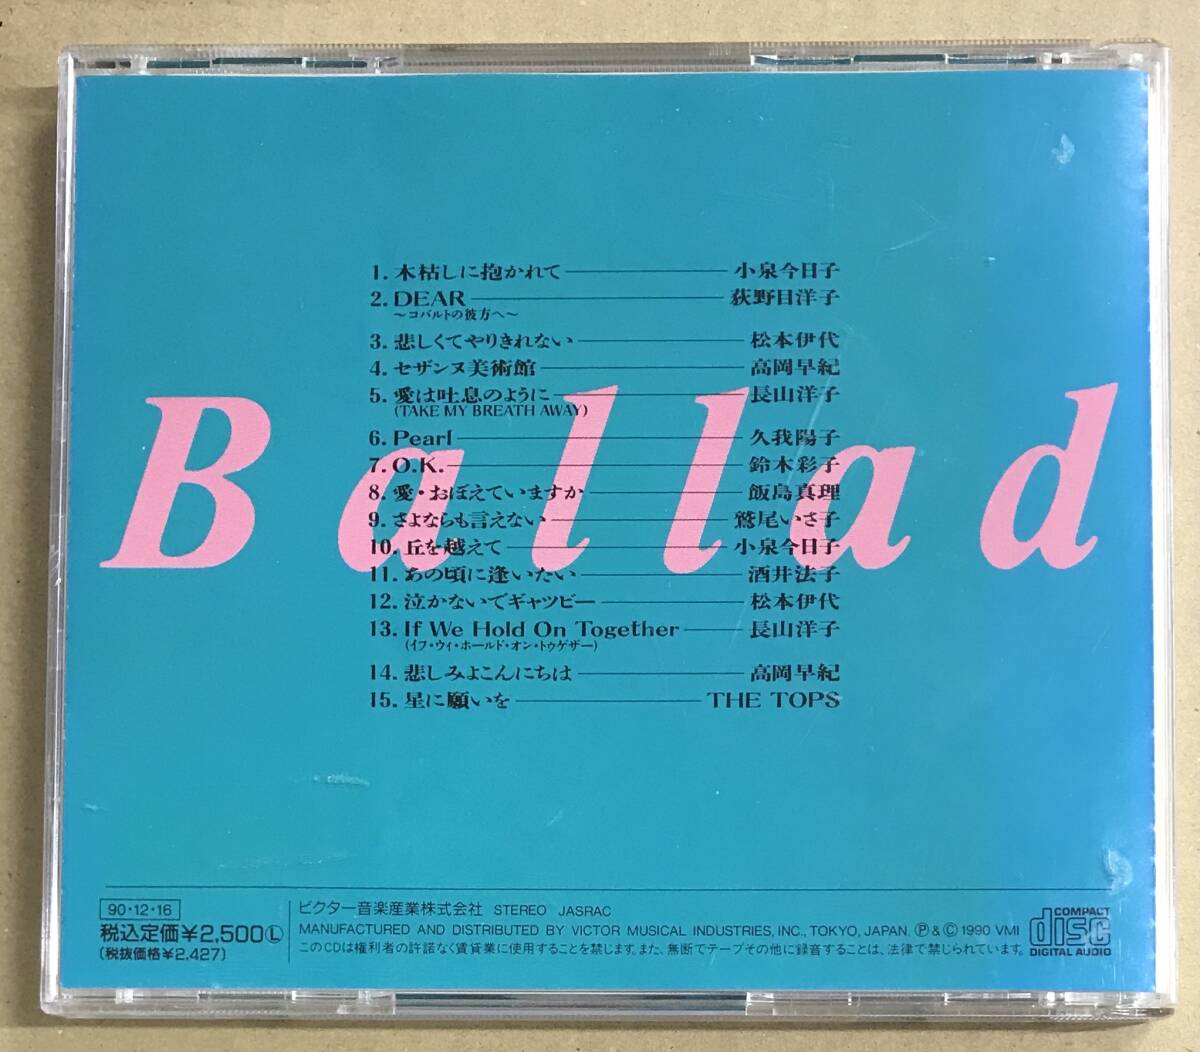 Ballad
1. 木枯しに抱かれて 小泉今日子
2. DEAR 荻野目洋子
〜コバルトの彼方へ〜
3. 悲しくてやりきれない 松本伊代
4. セザンヌ美術館 高岡早紀
5. 愛は吐息のように 長山洋子
(TAKE MY BREATH AWAY)
6. Pearl 久我陽子
7. O.K. 鈴木彩子
8. 愛・おぼえていますか 飯島真理
9. さよならも言えない 鷲尾いさ子
10. 丘を越えて 小泉今日子
11. あの頃に逢いたい 酒井法子
12. 泣かないでギャツビー 松本伊代
13. If We Hold On Together 長山洋子
(イフ・ウィ・ホールド・オン・トゥゲザー)
14. 悲しみよこんにちは 高岡早紀
15. 星に願いを THE TOPS
90・12・16
税込定価¥2,500Ⓛ
(税抜価格¥2,427)
ビクター音楽産業株式会社 STEREO JASRAC
MANUFACTURED AND DISTRIBUTED BY VICTOR MUSICAL INDUSTRIES, INC., TOKYO, JAPAN. Ⓟ&Ⓒ 1990 VMI
このCDは権利者の許諾なく賃貸業に使用することを禁じます。また、無断でテープその他に録音することは、法律で禁じられています。
COMPACT
disc
DIGITAL AUDIO